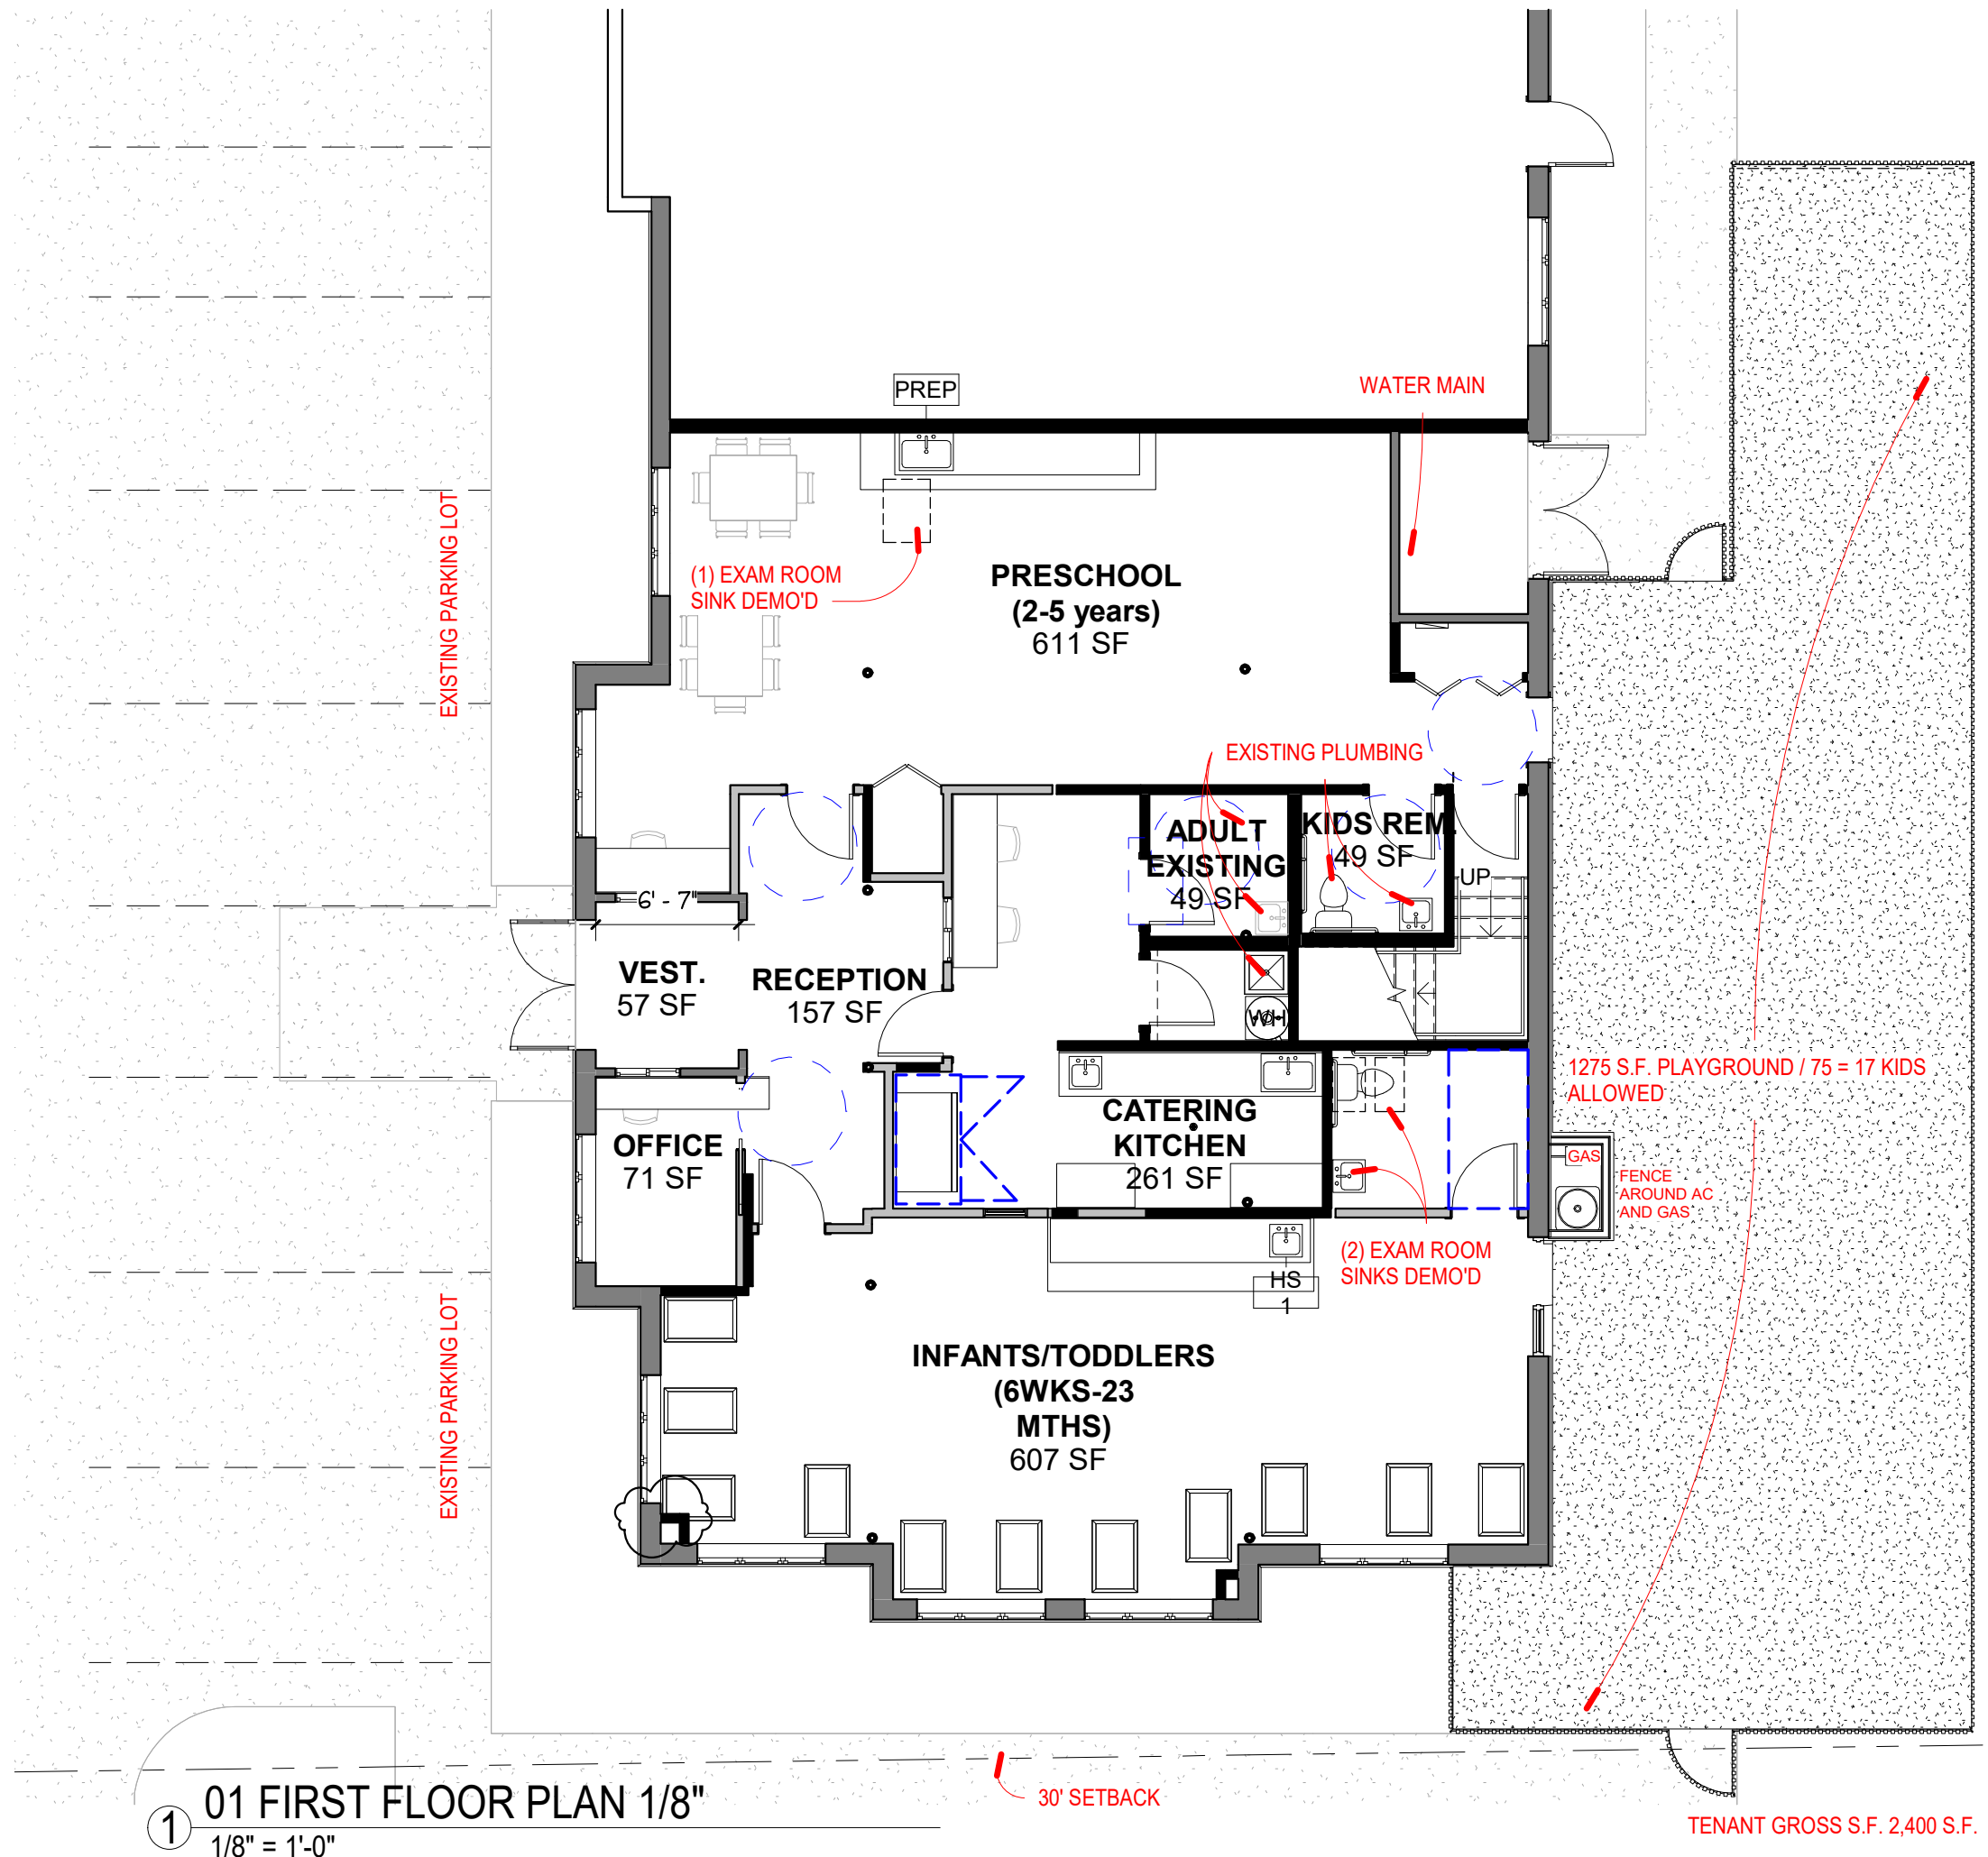 PREP
WATER MAIN
EXISTING PARKING LOT
(1) EXAM ROOM
SINK DEMO'D
PRESCHOOL
(2-5 years)
611 SF
EXISTING PLUMBING
ADULT
EXISTING
49 SF
KIDS REM.
49 SF
UP
6' - 7"
VEST.
57 SF
RECEPTION
157 SF
WH
1275 S.F. PLAYGROUND / 75 = 17 KIDS
ALLOWED
OFFICE
71 SF
CATERING
KITCHEN
261 SF
GAS
FENCE
AROUND AC
AND GAS
(2) EXAM ROOM
SINKS DEMO'D
HS
1
EXISTING PARKING LOT
INFANTS/TODDLERS
(6WKS-23
MTHS)
607 SF
30' SETBACK
1
01 FIRST FLOOR PLAN 1/8"
1/8" = 1'-0"
TENANT GROSS S.F. 2,400 S.F.